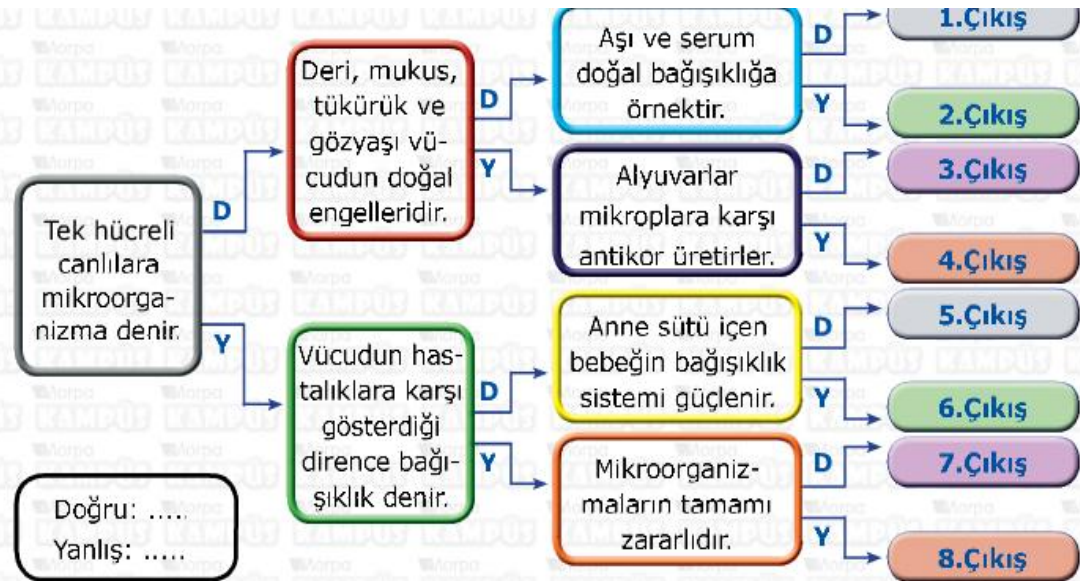 Tek hücreli
canlılara
mikroorga-
nizma denir.
D
Y
Deri, mukus,
tükürük ve
gözyaşı vü-
cudun doğal
engelleridir.
D
Y
Vücudun has-
talıklara karşı
gösterdiği
dirence bağı-
şıklık denir.
D
Y
Aşı ve serum
doğal bağışıklığa
örnektir.
D
Y
Alyuvarlar
mikroplara karşı
antikor üretirler.
D
Y
Anne sütü içen
bebeğin bağışıklık
sistemi güçlenir.
D
Y
Mikroorganiz-
maların tamamı
zararlıdır.
D
Y
1.Çıkış
2.Çıkış
3.Çıkış
4.Çıkış
5.Çıkış
6.Çıkış
7.Çıkış
8.Çıkış
Doğru: .....
Yanlış: .....
Morpa
KAMPÜS